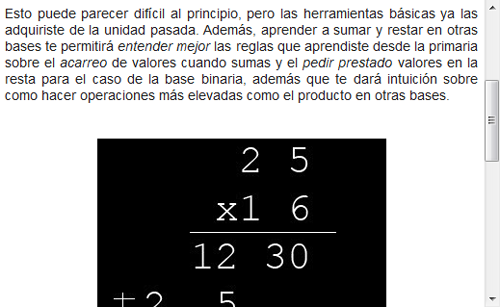 Esto puede parecer difícil al principio, pero las herramientas básicas ya las
adquiriste de la unidad pasada. Además, aprender a sumar y restar en otras
bases te permitirá entender mejor las reglas que aprendiste desde la primaria
sobre el acarreo de valores cuando sumas y el pedir prestado valores en la
resta para el caso de la base binaria, además que te dará intuición sobre
como hacer operaciones más elevadas como el producto en otras bases.
2 5
x1 6
12 30
+2 5